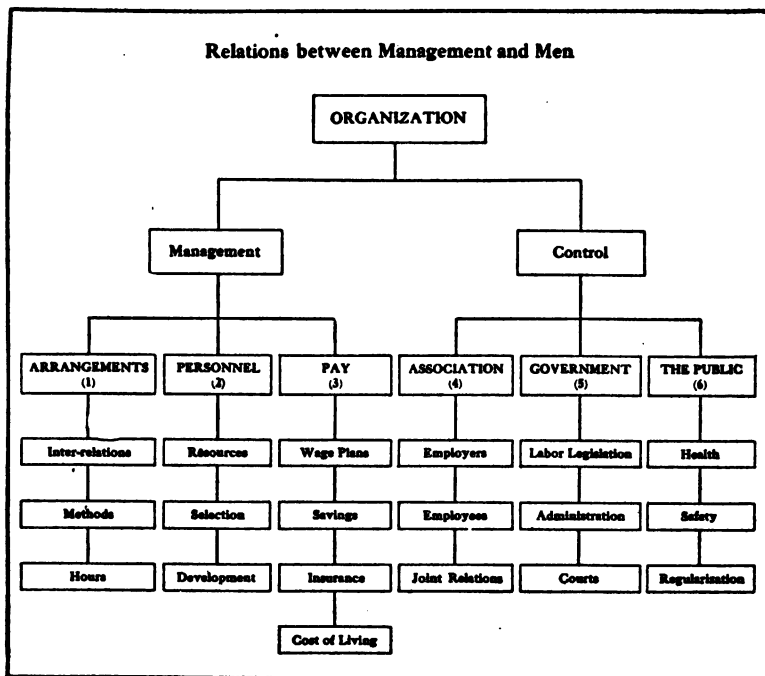 Relations between Management and Men
ORGANIZATION
Management
Control
ARRANGEMENTS
(1)
PERSONNEL
(2)
PAY
(3)
ASSOCIATION
(4)
GOVERNMENT
(5)
THE PUBLIC
(6)
Inter-relations
Resources
Wage Plans
Employers
Labor Legislation
Health
Methods
Selection
Savings
Employees
Administration
Safety
Hours
Development
Insurance
Joint Relations
Courts
Regularisation
Cost of Living